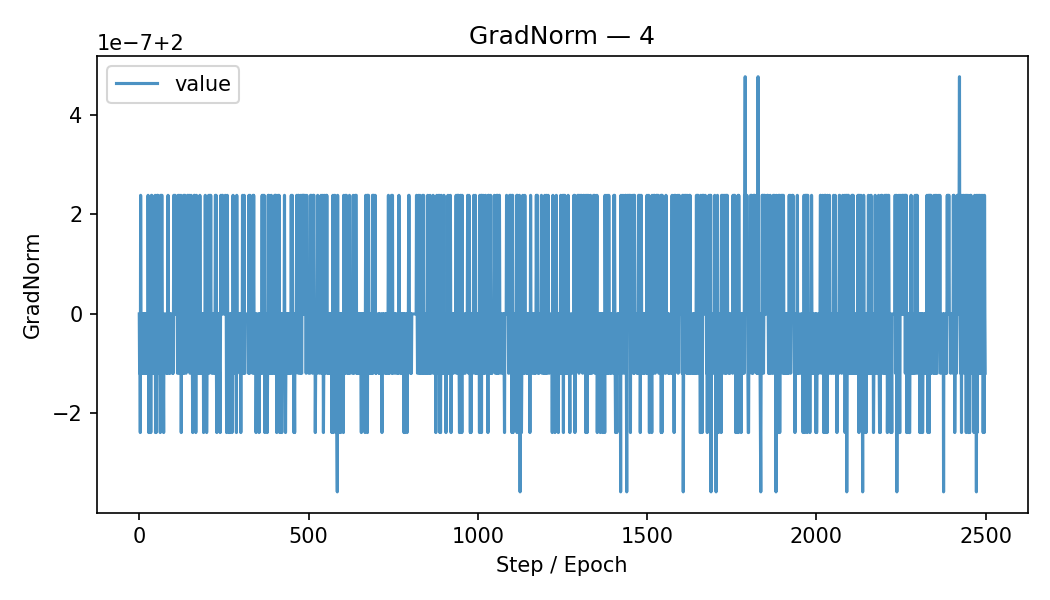 GradNorm — 4
1e−7+2
value
4
2
0
−2
GradNorm
0
500
1000
1500
2000
2500
Step / Epoch